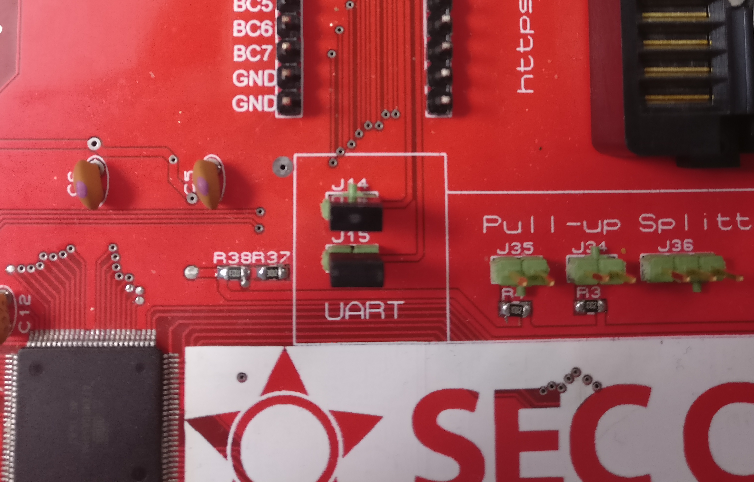 BC5
BC6
BC7
GND
GND
https
J14
J15
UART
R38R37
C12
Pull-up Splitt
J35
J34
J36
R3
SEC C